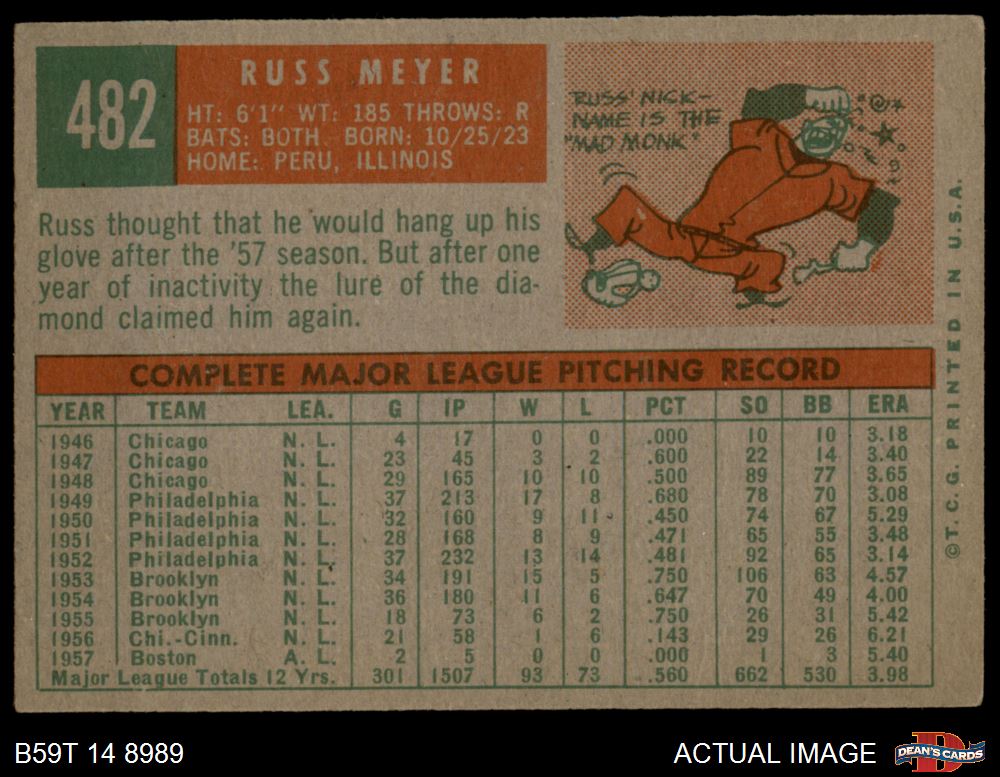 482
RUSS MEYER
HT: 6'1" WT: 185 THROWS: R
BATS: BOTH. BORN: 10/25/23
HOME: PERU, ILLINOIS
RUSS' NICK-
NAME IS THE
"MAD MONK"
Russ thought that he would hang up his
glove after the '57 season. But after one
year of inactivity the lure of the dia-
mond claimed him again.
COMPLETE MAJOR LEAGUE PITCHING RECORD
YEAR TEAM LEA. G IP W L PCT SO BB ERA
1946 Chicago N. L. 4 17 0 0 .000 10 10 3.18
1947 Chicago N. L. 23 45 3 2 .600 22 14 3.40
1948 Chicago N. L. 29 165 10 10 .500 89 77 3.65
1949 Philadelphia N. L. 37 213 17 8 .680 78 70 3.08
1950 Philadelphia N. L. 32 160 9 11 .450 74 67 5.29
1951 Philadelphia N. L. 28 168 8 9 .471 65 55 3.48
1952 Philadelphia N. L. 37 232 13 14 .481 92 65 3.14
1953 Brooklyn N. L. 34 191 15 5 .750 106 63 4.57
1954 Brooklyn N. L. 36 180 11 6 .647 70 49 4.00
1955 Brooklyn N. L. 18 73 6 2 .750 26 31 5.42
1956 Chi.-Cinn. N. L. 21 58 1 6 .143 29 26 6.21
1957 Boston A. L. 2 5 0 0 .000 1 3 5.40
Major League Totals 12 Yrs. 301 1507 93 73 .560 662 530 3.98
©T. C. G. PRINTED IN U.S.A.
B59T 14 8989
ACTUAL IMAGE
D
DEAN'S CARDS